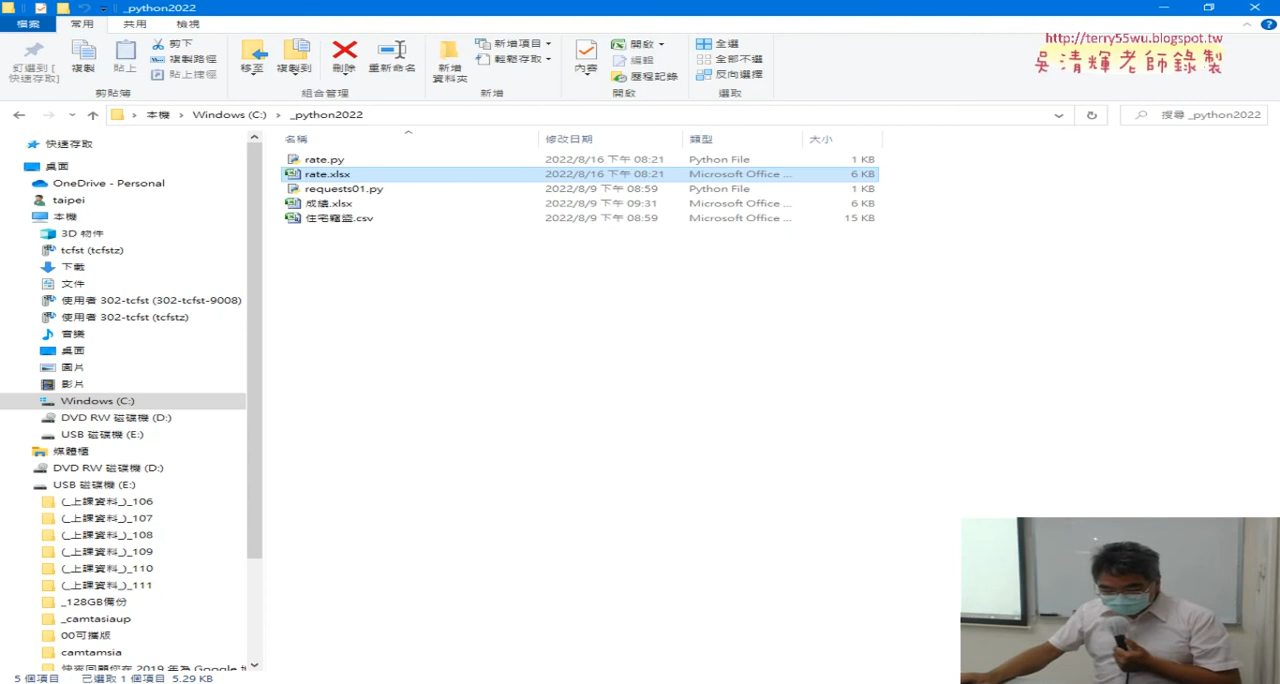 _python2022
檔案 常用 共用 檢視
http://terry55wu.blogspot.tw
吳清輝老師錄製
釘選到 [快速存取]
複製
貼上
剪下
複製路徑
貼上捷徑
剪貼簿
移至
複製到
刪除
重新命名
組合管理
新增資料夾
新增項目
輕鬆存取
新增
內容
開啟
編輯
歷程記錄
開啟
全選
全部不選
反向選擇
選取
本機 > Windows (C:) > _python2022
搜尋 _python2022
名稱 修改日期 類型 大小
rate.py 2022/8/16 下午 08:21 Python File 1 KB
rate.xlsx 2022/8/16 下午 08:21 Microsoft Office ... 6 KB
requests01.py 2022/8/9 下午 08:59 Python File 1 KB
成績.xlsx 2022/8/9 下午 09:31 Microsoft Office ... 6 KB
住宅竊盜.csv 2022/8/9 下午 08:59 Microsoft Office ... 15 KB
快速存取
桌面
OneDrive - Personal
taipei
本機
3D 物件
tcfst (tcfstz)
下載
文件
使用者 302-tcfst (302-tcfst-9008)
使用者 302-tcfst (tcfstz)
音樂
桌面
圖片
影片
Windows (C:)
DVD RW 磁碟機 (D:)
USB 磁碟機 (E:)
媒體櫃
DVD RW 磁碟機 (D:)
USB 磁碟機 (E:)
(_上課資料_)_106
(_上課資料_)_107
(_上課資料_)_108
(_上課資料_)_109
(_上課資料_)_110
(_上課資料_)_111
_128GB備份
_camtasiaup
00可攜版
camtamsia
快來回顧您在 2019 年為 Google
5 個項目 已選取 1 個項目 5.29 KB